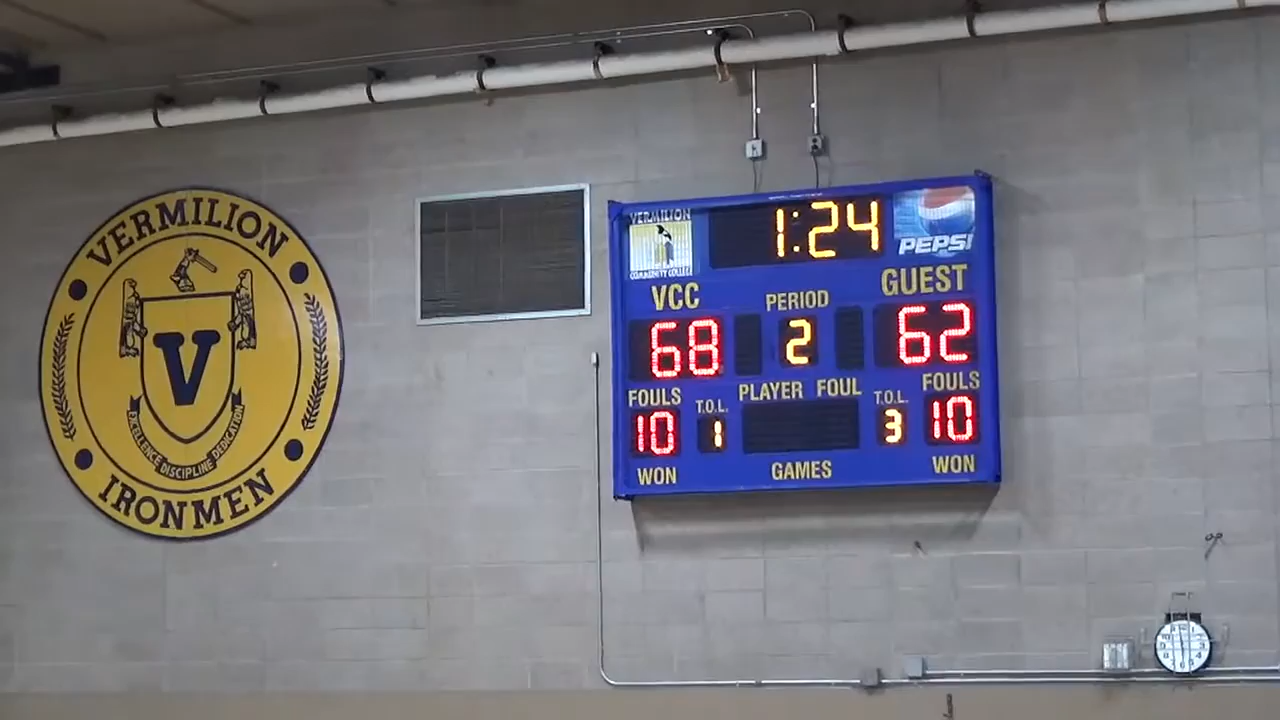 VERMILION
V
EXCELLENCE DISCIPLINE DEDICATION
IRONMEN
VERMILION
COMMUNITY COLLEGE
1:24
PEPSI
VCC
PERIOD
GUEST
68
2
62
FOULS
PLAYER FOUL
FOULS
T.O.L.
T.O.L.
10
1
3
10
WON
GAMES
WON